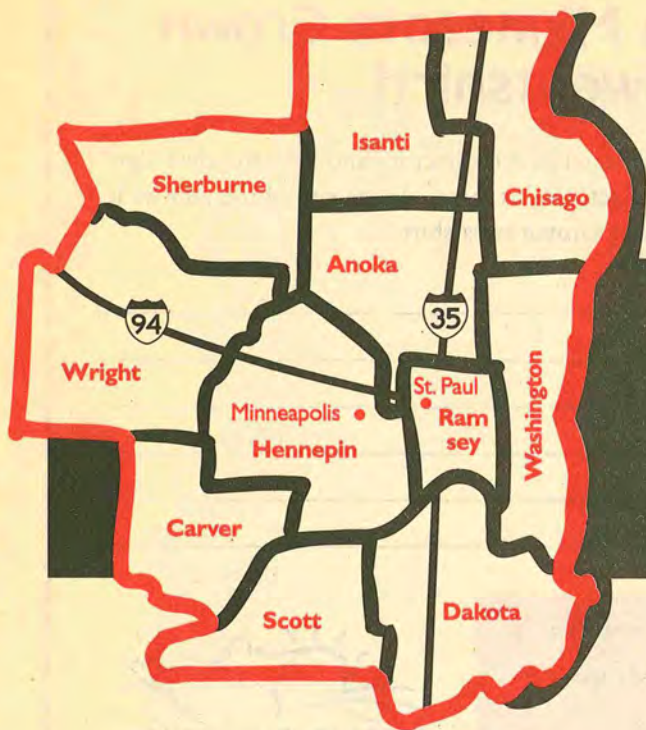 Isanti
Sherburne
Chisago
Anoka
94
35
Wright
St. Paul
Minneapolis
Ram
sey
Washington
Hennepin
Carver
Scott
Dakota